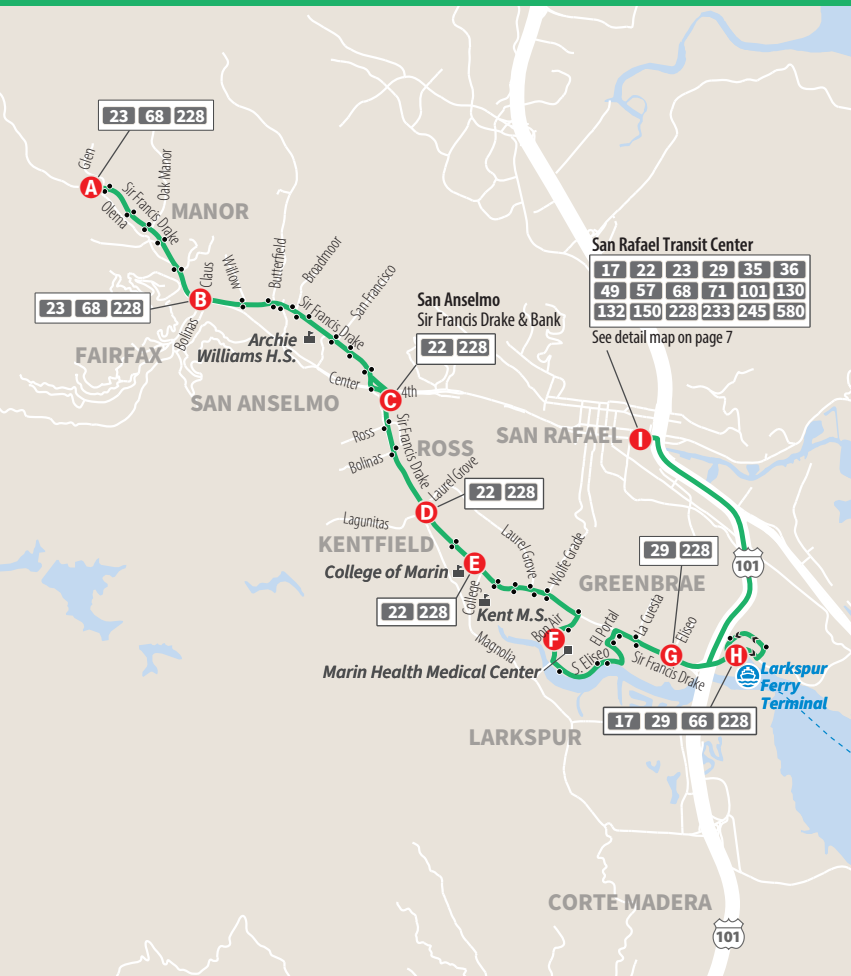 23 68 228
Glen
A
Sir Francis Drake
Oak Manor
Olema
MANOR
23 68 228
B
Claus
Bolinas
Willow
Butterfield
Broadmoor
San Francisco
Sir Francis Drake
FAIRFAX
Archie
Williams H.S.
SAN ANSELMO
Center
San Anselmo
Sir Francis Drake & Bank
22 228
C
4th
San Rafael Transit Center
17 22 23 29 35 36
49 57 68 71 101 130
132 150 228 233 245 580
See detail map on page 7
SAN RAFAEL
I
Ross
Bolinas
Sir Francis Drake
ROSS
Laurel Grove
22 228
D
Lagunitas
KENTFIELD
College of Marin
E
College
22 228
Kent M.S.
Laurel Grove
Wolfe Grade
GREENBRAE
29 228
101
Bon Air
F
Magnolia
Marin Health Medical Center
S. Eliseo
El Portal
La Cuesta
Eliseo
Sir Francis Drake
G
H
Larkspur
Ferry
Terminal
17 29 66 228
LARKSPUR
CORTE MADERA
101